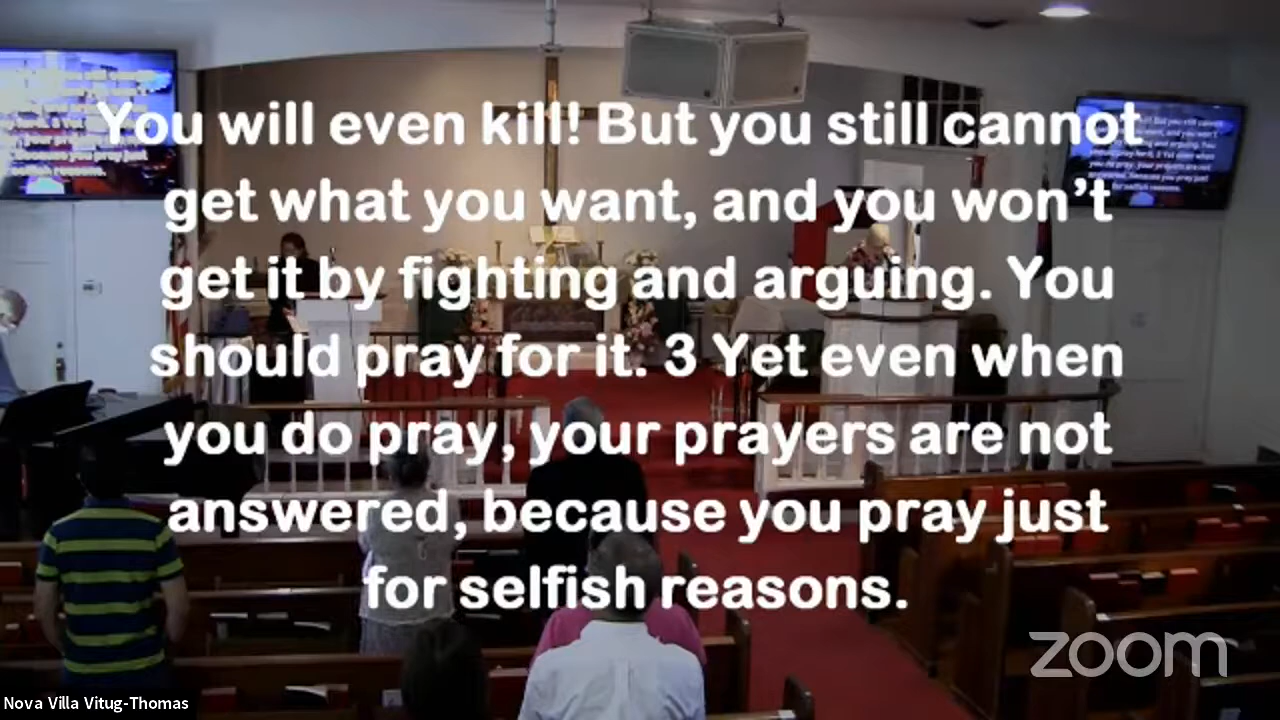 You will even kill! But you still cannot
get what you want, and you won’t
get it by fighting and arguing. You
should pray for it. 3 Yet even when
you do pray, your prayers are not
answered, because you pray just
for selfish reasons.
zoom
Nova Villa Vitug-Thomas